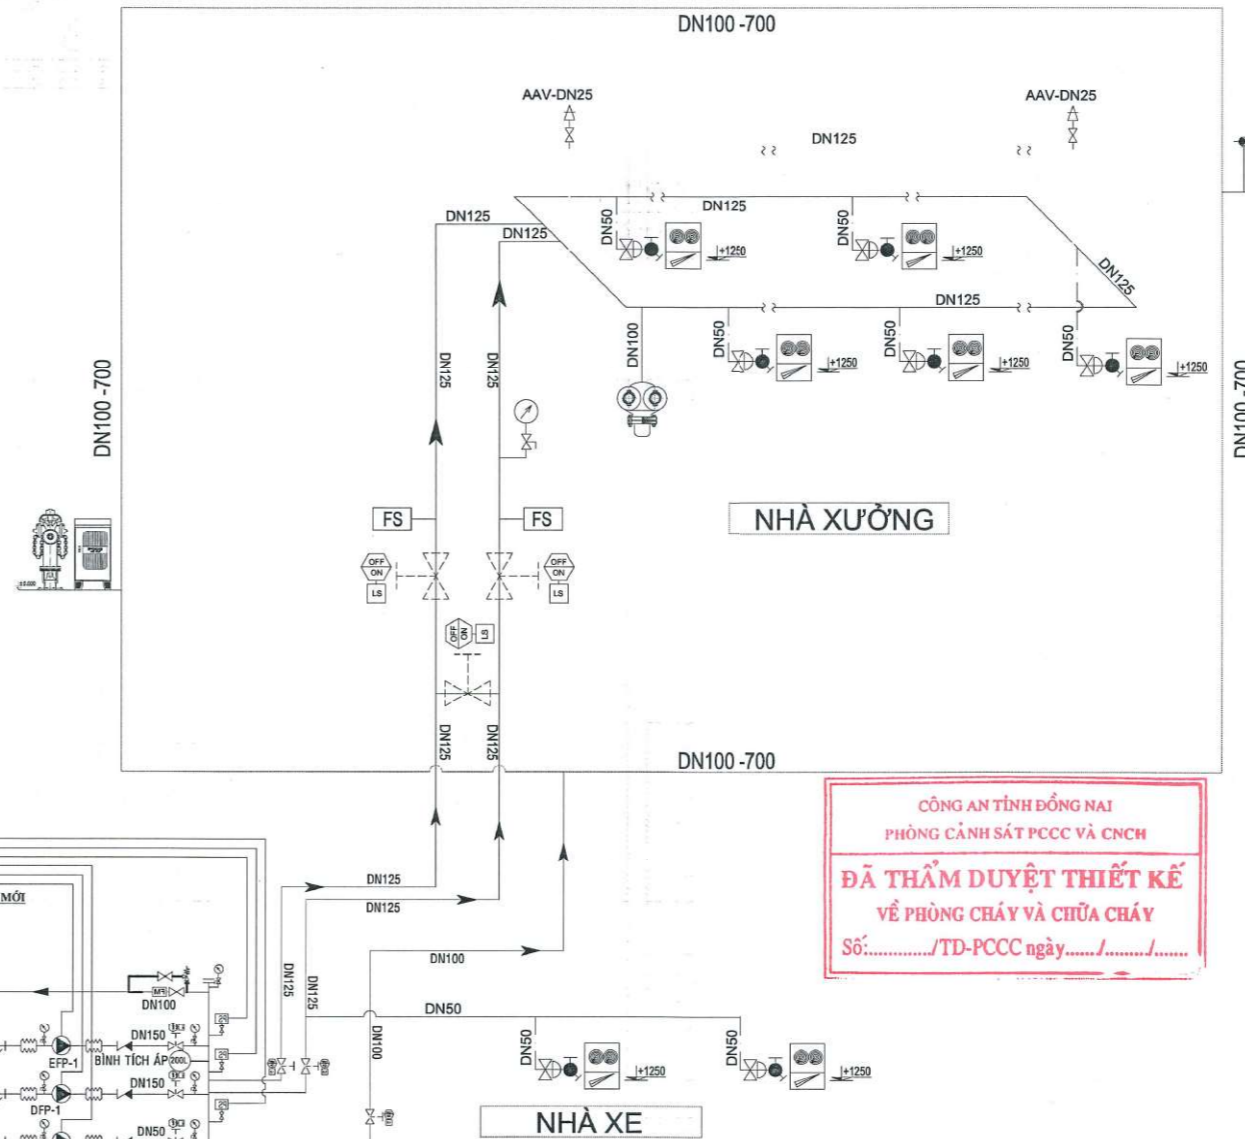 DN100 -700
AAV-DN25
AAV-DN25
DN125
DN125
DN125
DN125
DN50
DN50
+1250
+1250
DN125
DN125
DN100
DN50
DN50
DN50
+1250
+1250
+1250
DN125
DN125
DN100 -700
DN100 -700
FS
FS
NHÀ XƯỞNG
OFF
ON
LS
OFF
ON
LS
OFF
ON
LS
DN125
DN125
DN100 -700
CÔNG AN TỈNH ĐỒNG NAI
PHÒNG CẢNH SÁT PCCC VÀ CNCH
ĐÃ THẨM DUYỆT THIẾT KẾ
VỀ PHÒNG CHÁY VÀ CHỮA CHÁY
Số:............/TD-PCCC ngày....../......../......
MỚI
DN125
DN125
DN100
DN125
DN125
DN100
DN100
DN50
DN50
DN50
+1250
+1250
DN150
EFP-1
BÌNH TÍCH ÁP
200L
DN150
DFP-1
DN50
NHÀ XE